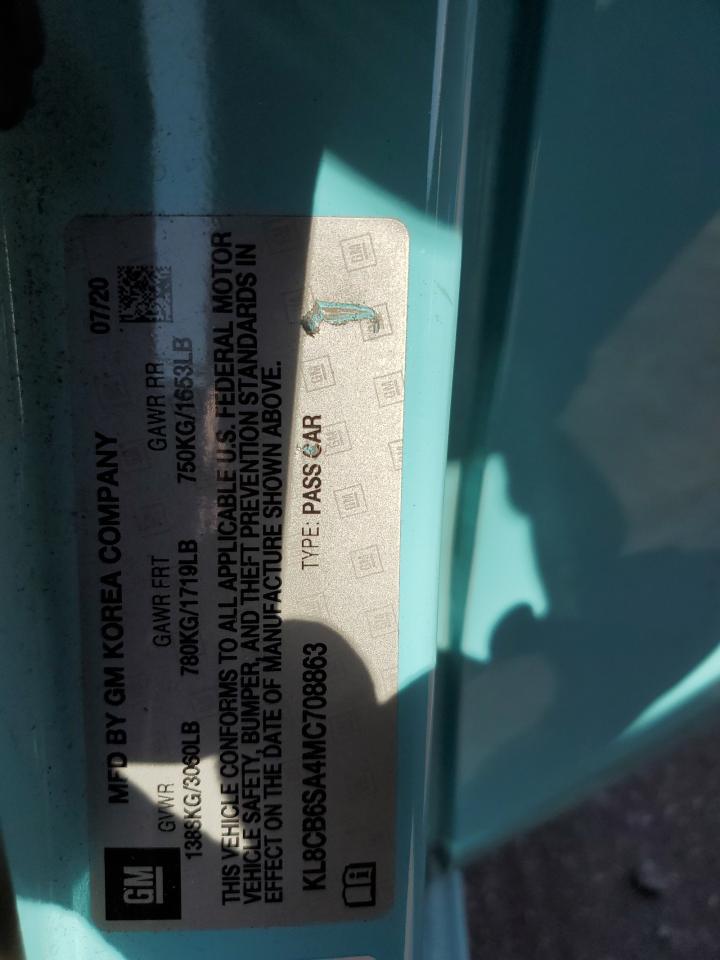 GM
MFD BY GM KOREA COMPANY 07/20
GVWR GAWR FRT GAWR RR
1388KG/3060LB 780KG/1719LB 750KG/1653LB
THIS VEHICLE CONFORMS TO ALL APPLICABLE U.S. FEDERAL MOTOR
VEHICLE SAFETY, BUMPER, AND THEFT PREVENTION STANDARDS IN
EFFECT ON THE DATE OF MANUFACTURE SHOWN ABOVE.
KL8CB6SA4MC708863 TYPE: PASS CAR